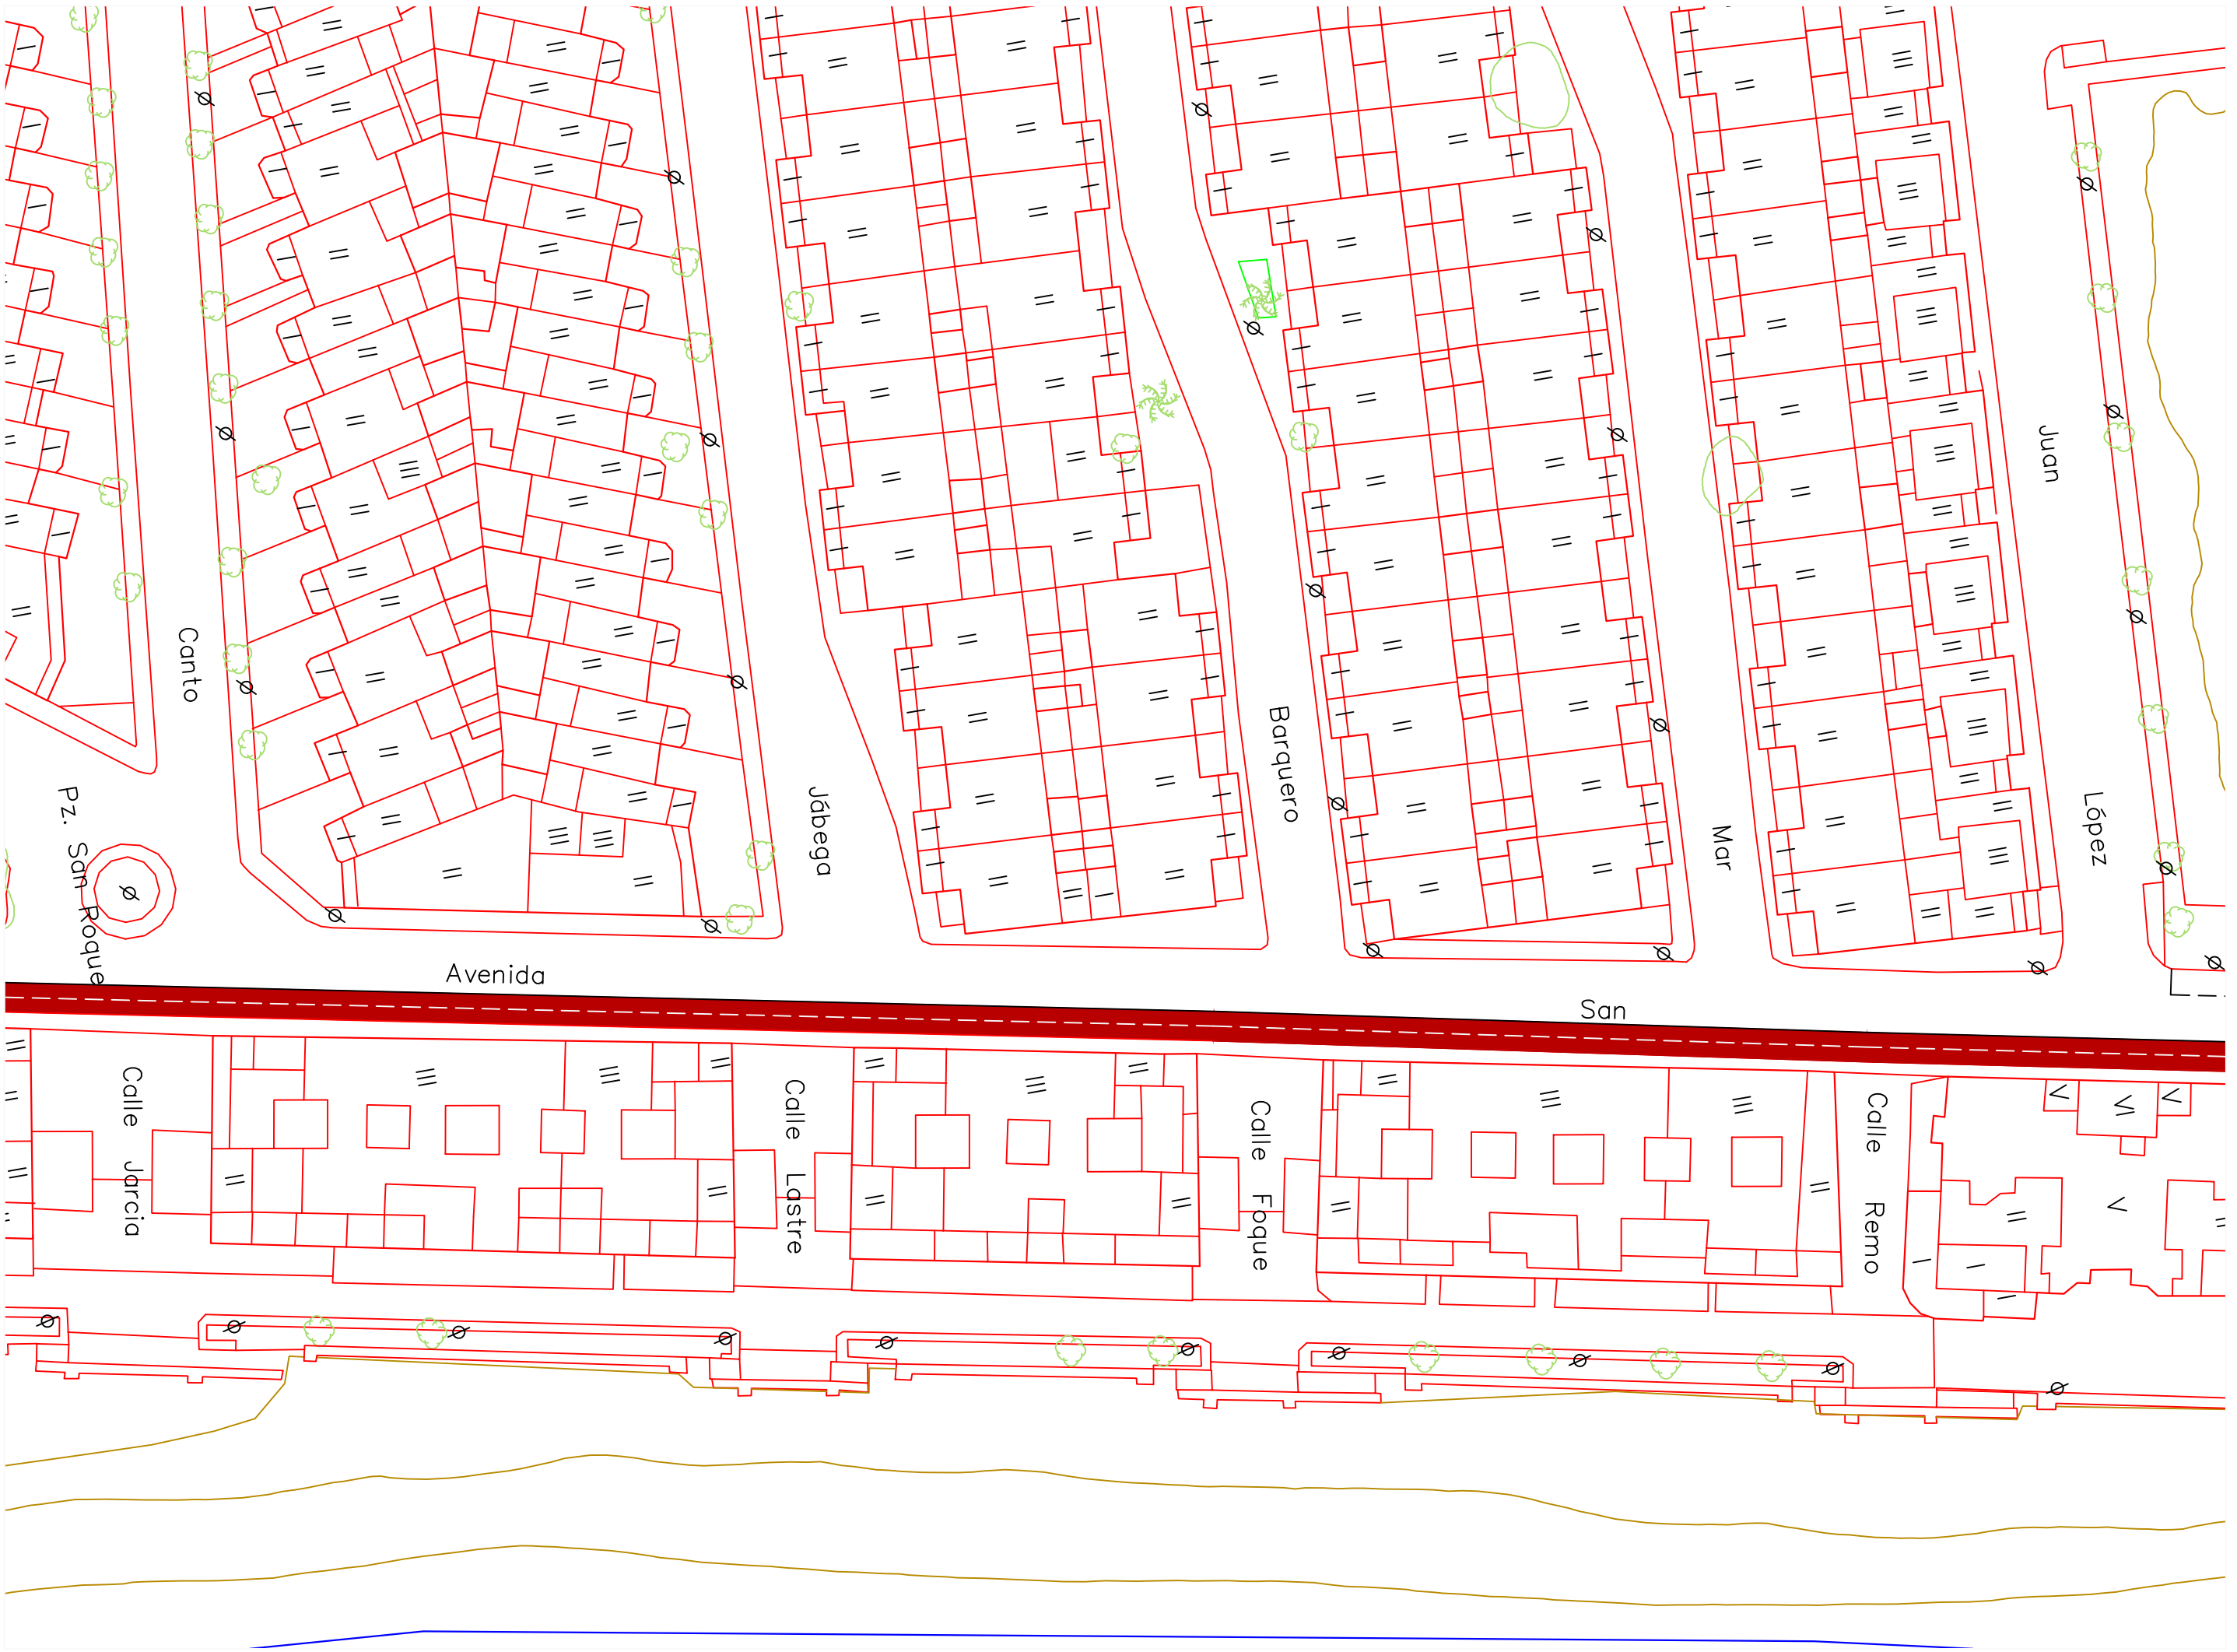 Juan
Canto
Barquero
Jábega
Pz. San Roque
López
Mar
Avenida
San
Calle Jarcia
Calle Lastre
Calle Foque
Calle Remo